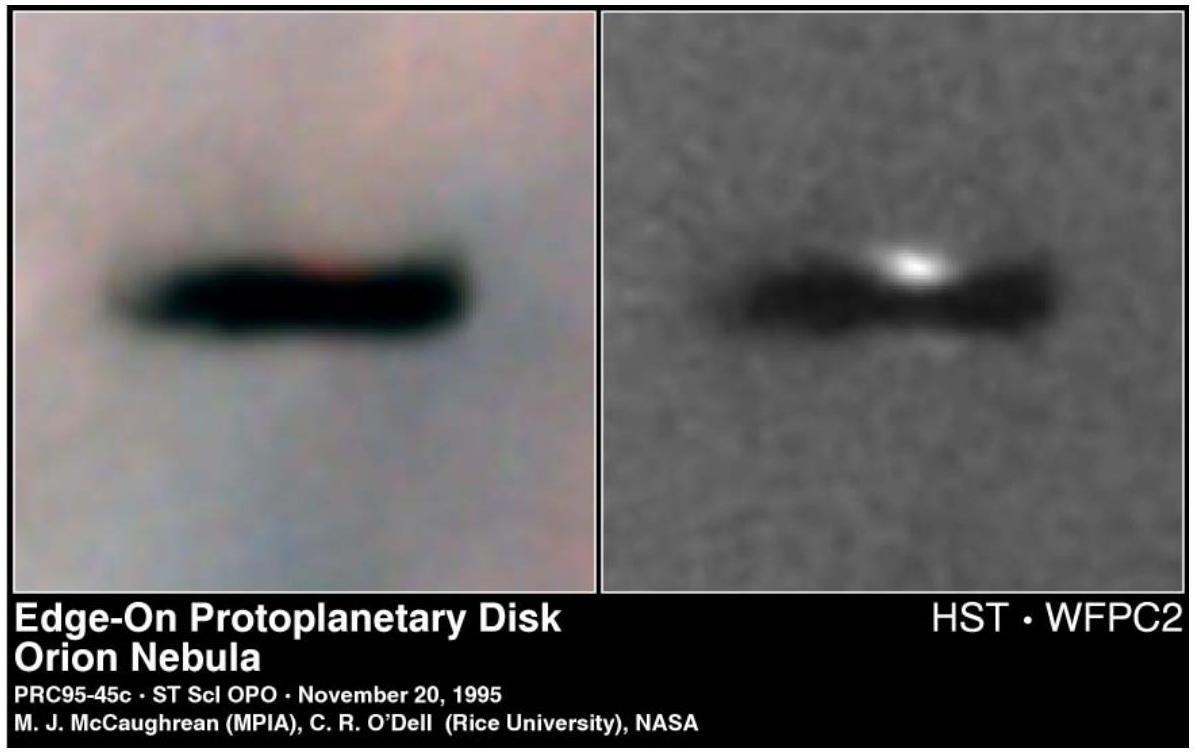 Edge-On Protoplanetary Disk
Orion Nebula
HST · WFPC2
PRC95-45c · ST ScI OPO · November 20, 1995
M. J. McCaughrean (MPIA), C. R. O'Dell (Rice University), NASA